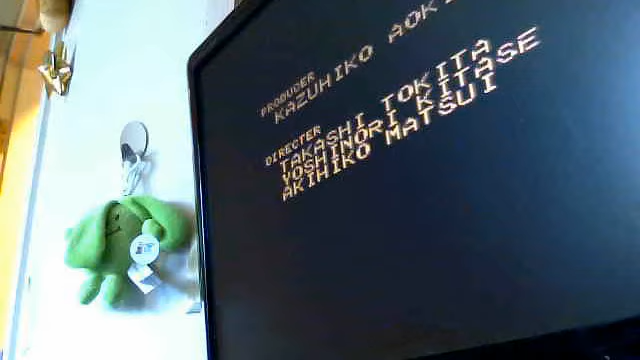 PRODUCER
KAZUHIKO AOKI
DIRECTER
TAKASHI TOKITA
YOSHINORI KITASE
AKIHIKO MATSUI